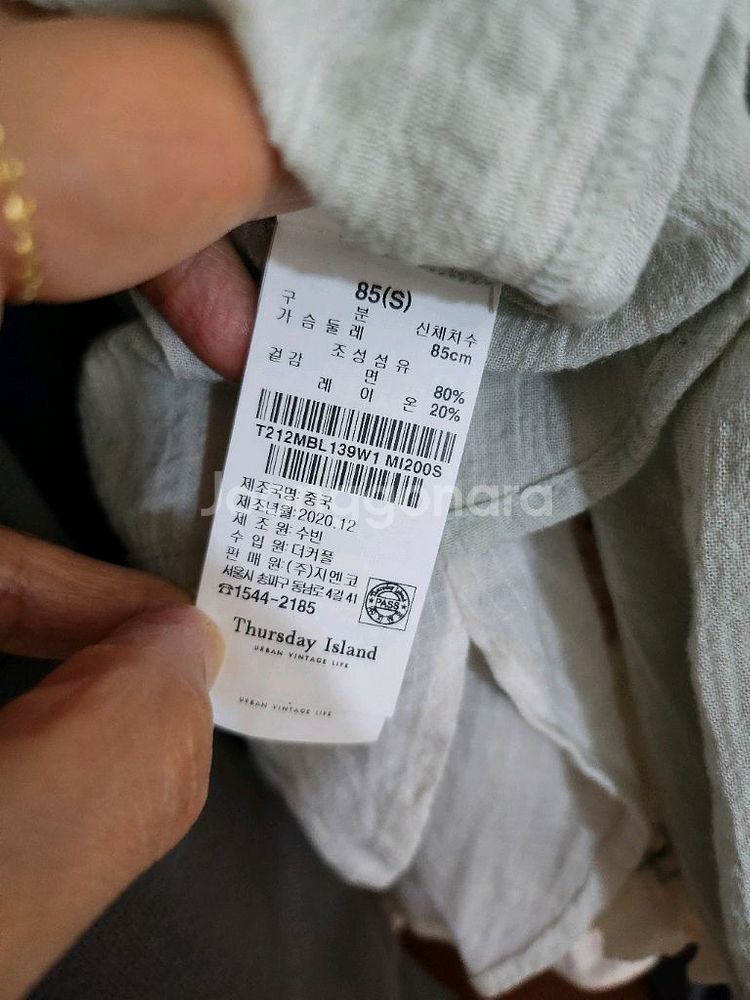 85(S)
구 분 신체치수
가슴둘레 85cm
조성섬유
겉감 면 80%
레이온 20%
T212MBL139W1 MI200S
제조국명:중국
제조년월:2020.12
제 조 원:수빈
수 입 원:더커플
판 매 원:(주)지엔코
서울시 송파구 동남로4길 41
☎1544-2185
PASS
Thursday Island
URBAN VINTAGE LIFE
URBAN VINTAGE LIFE
Joonggonara